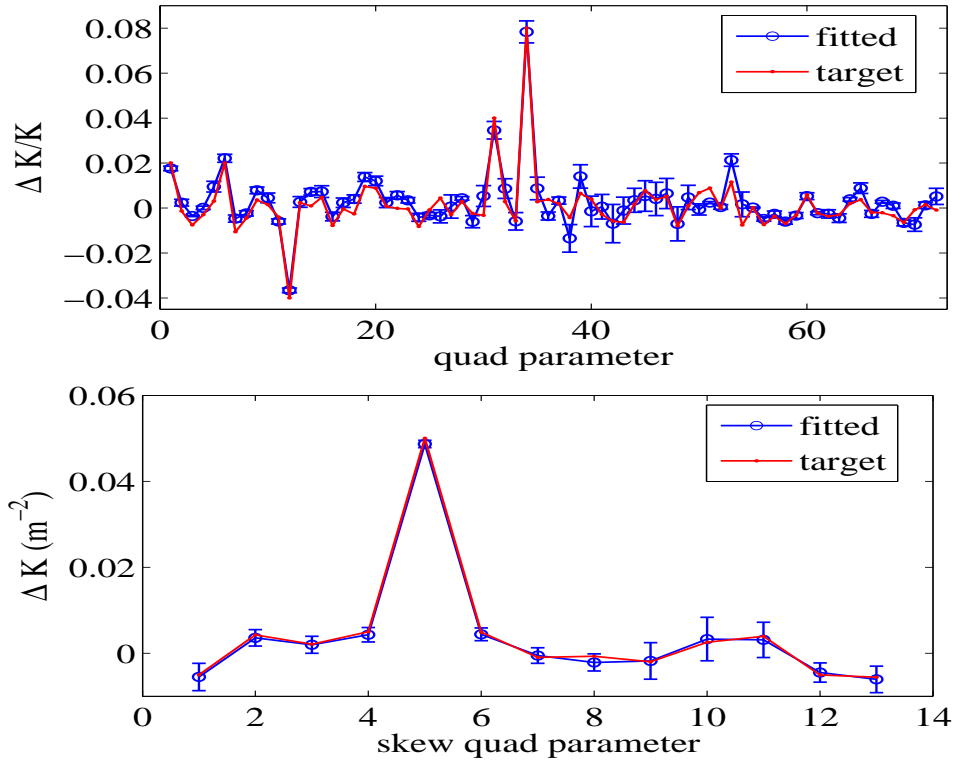 0.08
0.06
0.04
0.02
0
−0.02
−0.04
Δ K/K
fitted
target
0 20 40 60
quad parameter
0.06
0.04
0.02
0
Δ K (m⁻²)
fitted
target
0 2 4 6 8 10 12 14
skew quad parameter